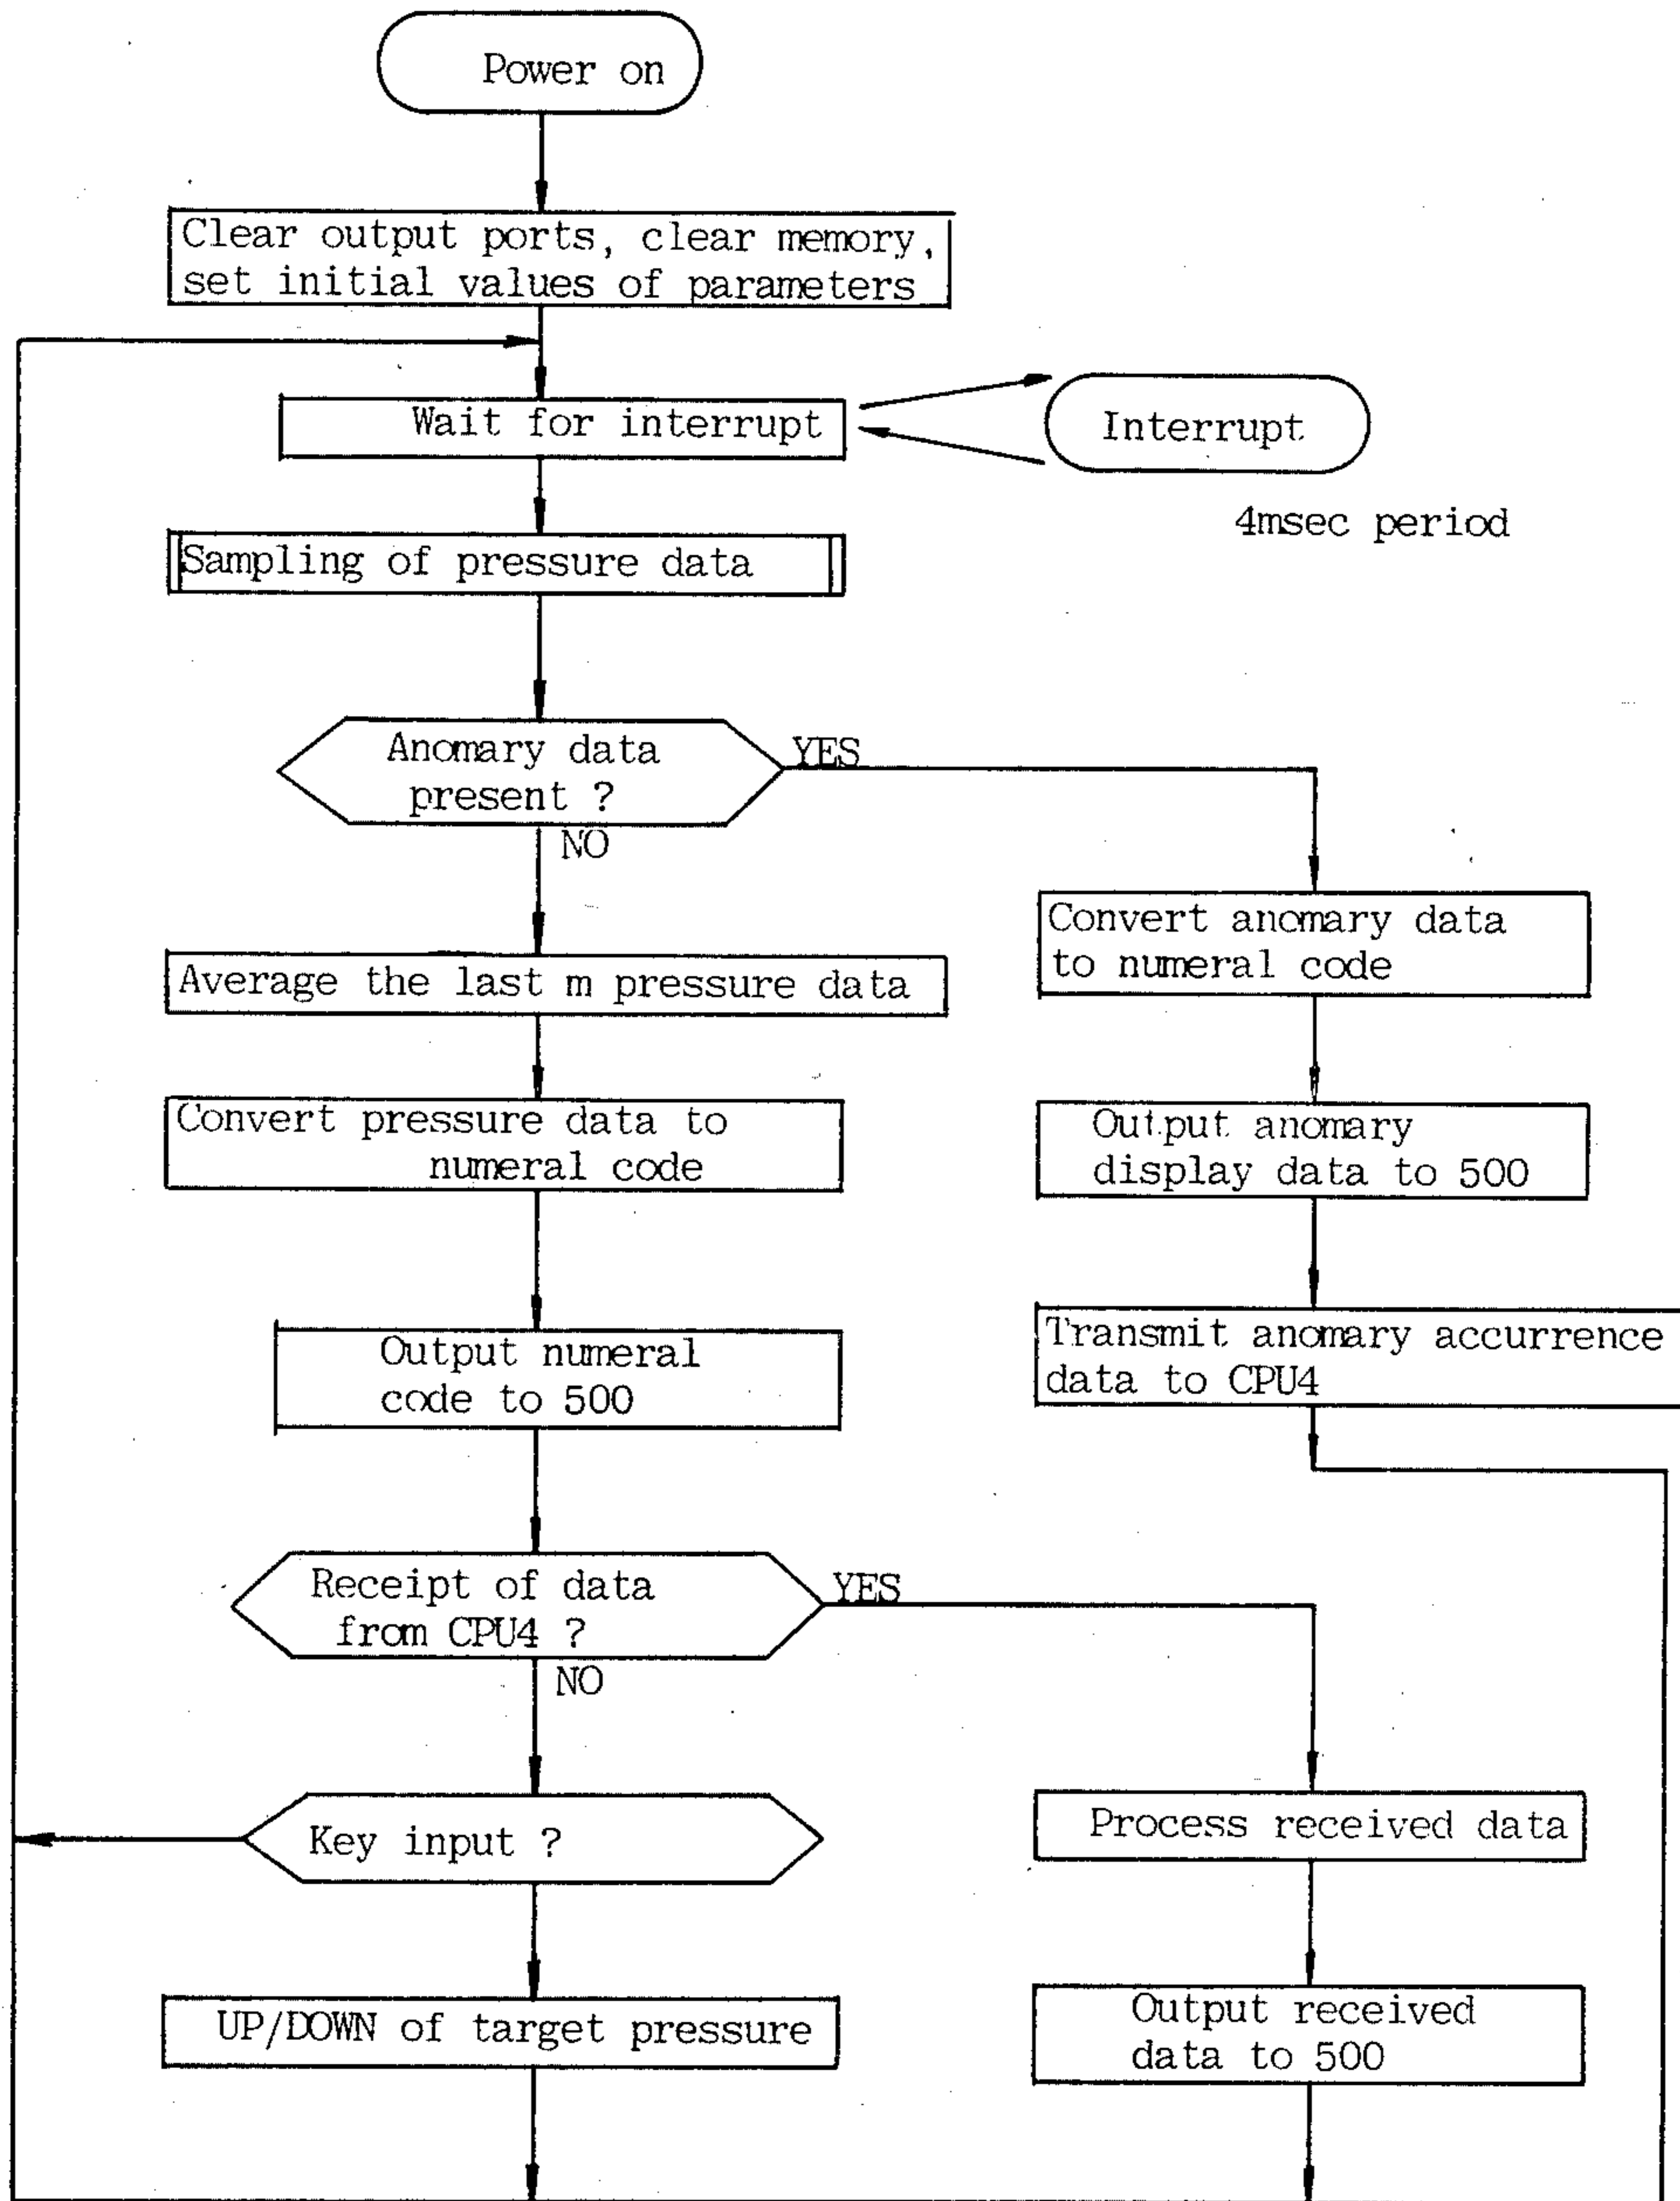 Power on
Clear output ports, clear memory,
set initial values of parameters
Wait for interrupt
Interrupt
4msec period
Sampling of pressure data
Anomary data
present ?
YES
NO
Convert anomary data
to numeral code
Average the last m pressure data
Convert pressure data to
numeral code
Output anomary
display data to 500
Output numeral
code to 500
Transmit anomary accurrence
data to CPU4
Receipt of data
from CPU4 ?
YES
NO
Key input ?
Process received data
UP/DOWN of target pressure
Output received
data to 500